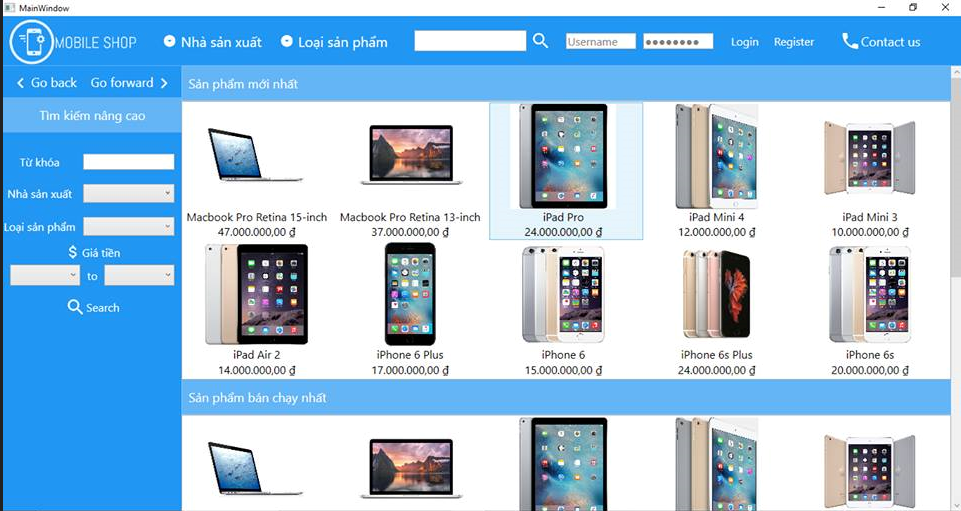 MainWindow
MOBILE SHOP
Nhà sản xuất
Loại sản phẩm
Username
Login
Register
Contact us
Go back
Go forward
Sản phẩm mới nhất
Tìm kiếm nâng cao
Từ khóa
Nhà sản xuất
Loại sản phẩm
$ Giá tiền
to
Search
Macbook Pro Retina 15-inch
47.000.000,00 ₫
Macbook Pro Retina 13-inch
37.000.000,00 ₫
iPad Pro
24.000.000,00 ₫
iPad Mini 4
12.000.000,00 ₫
iPad Mini 3
10.000.000,00 ₫
iPad Air 2
14.000.000,00 ₫
iPhone 6 Plus
17.000.000,00 ₫
iPhone 6
15.000.000,00 ₫
iPhone 6s Plus
24.000.000,00 ₫
iPhone 6s
20.000.000,00 ₫
Sản phẩm bán chạy nhất